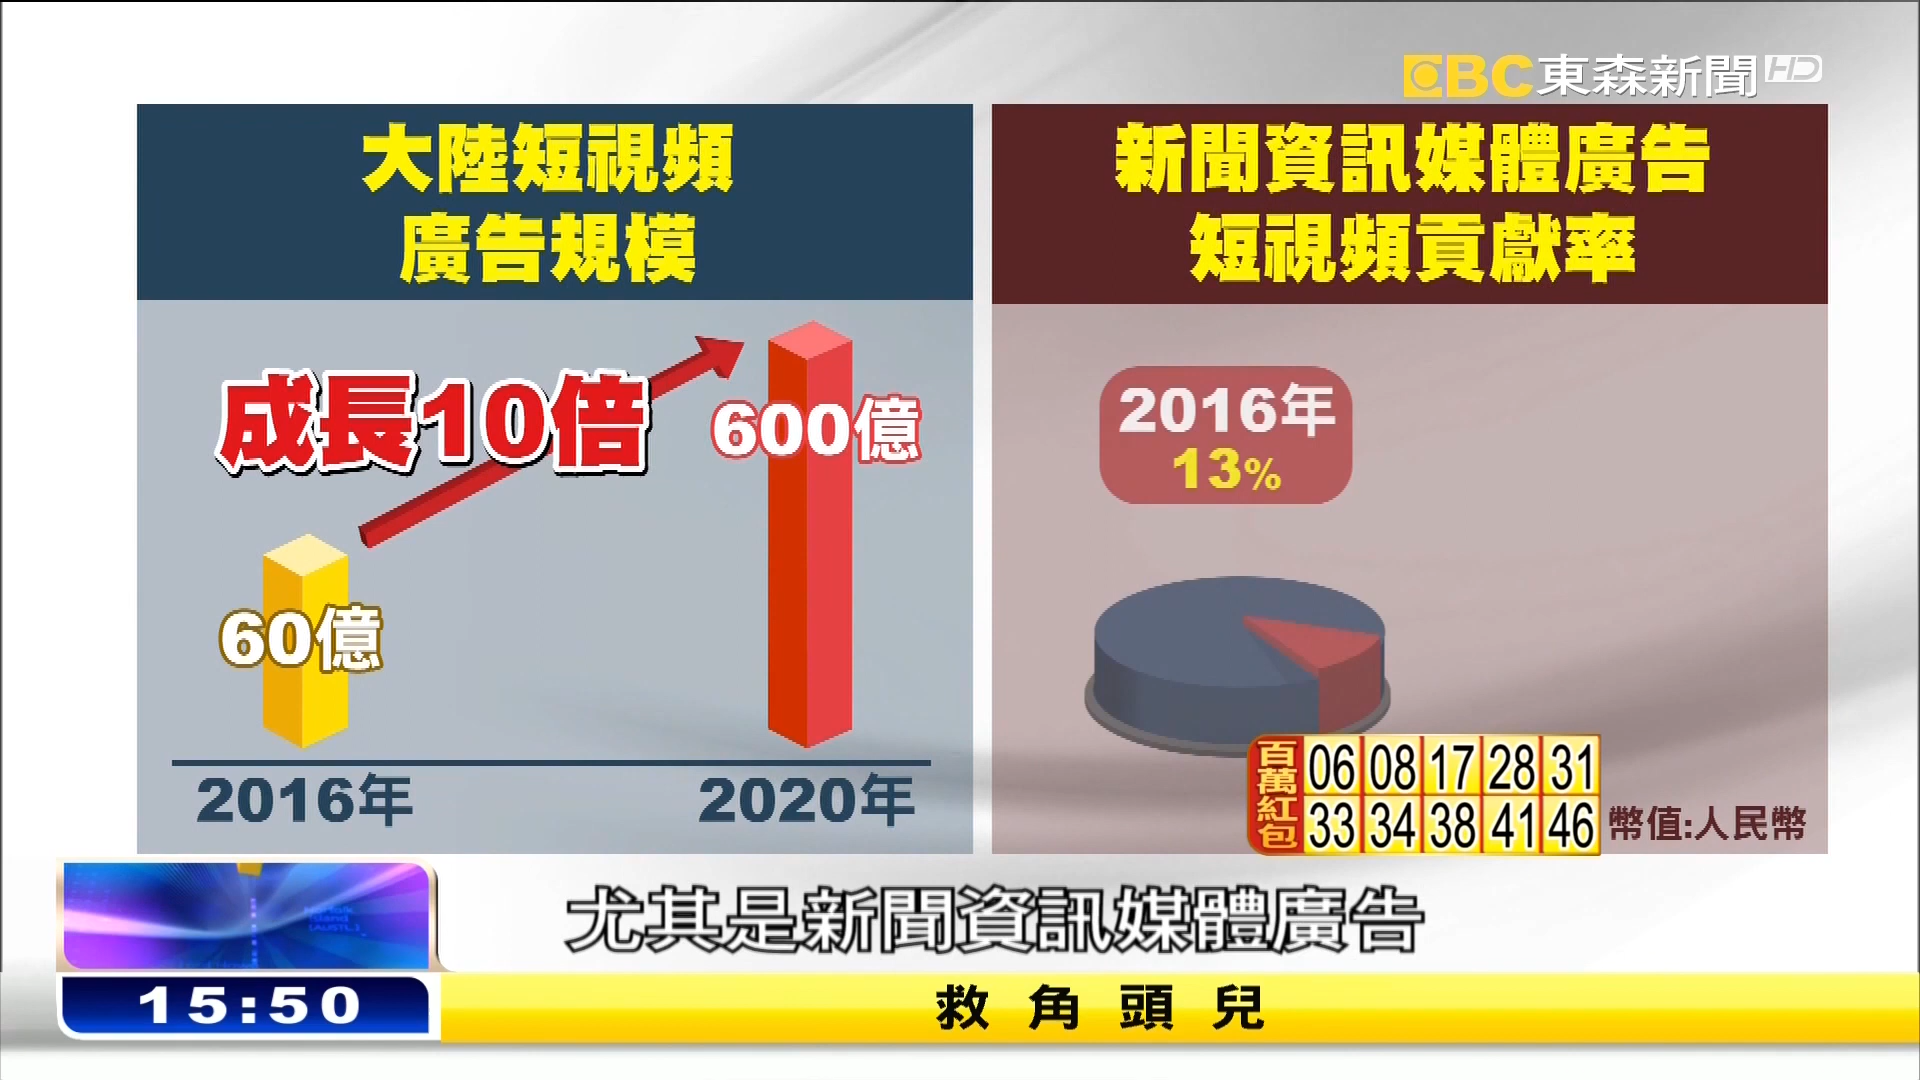 EBC東森新聞HD
大陸短視頻
廣告規模
成長10倍
600億
60億
2016年
2020年
新聞資訊媒體廣告
短視頻貢獻率
2016年
13%
百萬紅包
06 08 17 28 31
33 34 38 41 46
幣值:人民幣
尤其是新聞資訊媒體廣告
15:50
救角頭兒